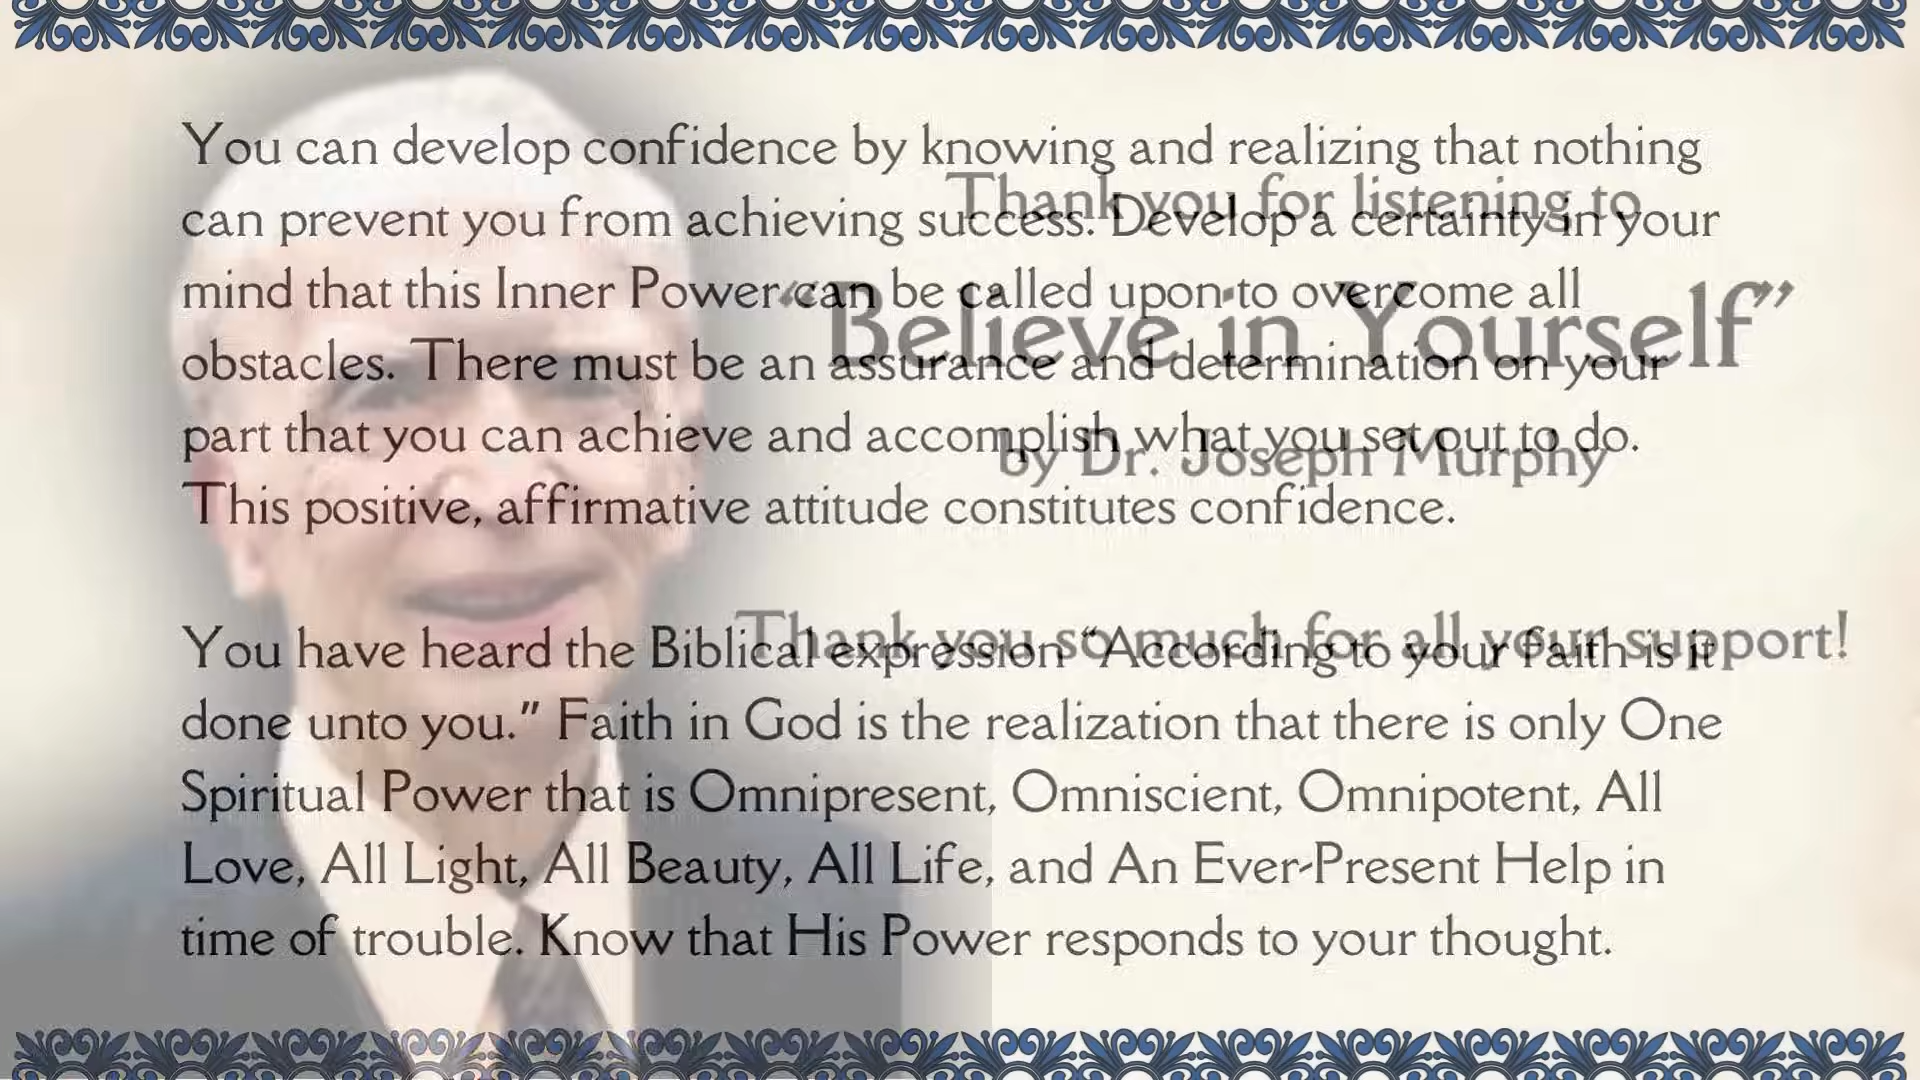 You can develop confidence by knowing and realizing that nothing
can prevent you from achieving success. Develop a certainty in your
mind that this Inner Power can be called upon to overcome all
obstacles. There must be an assurance and determination on your
part that you can achieve and accomplish what you set out to do.
This positive, affirmative attitude constitutes confidence.
You have heard the Biblical expression “According to your faith is it
done unto you.” Faith in God is the realization that there is only One
Spiritual Power that is Omnipresent, Omniscient, Omnipotent, All
Love, All Light, All Beauty, All Life, and An Ever-Present Help in
time of trouble. Know that His Power responds to your thought.
Thank you for listening to
“Believe in Yourself”
by Dr. Joseph Murphy
Thank you so much for all your support!